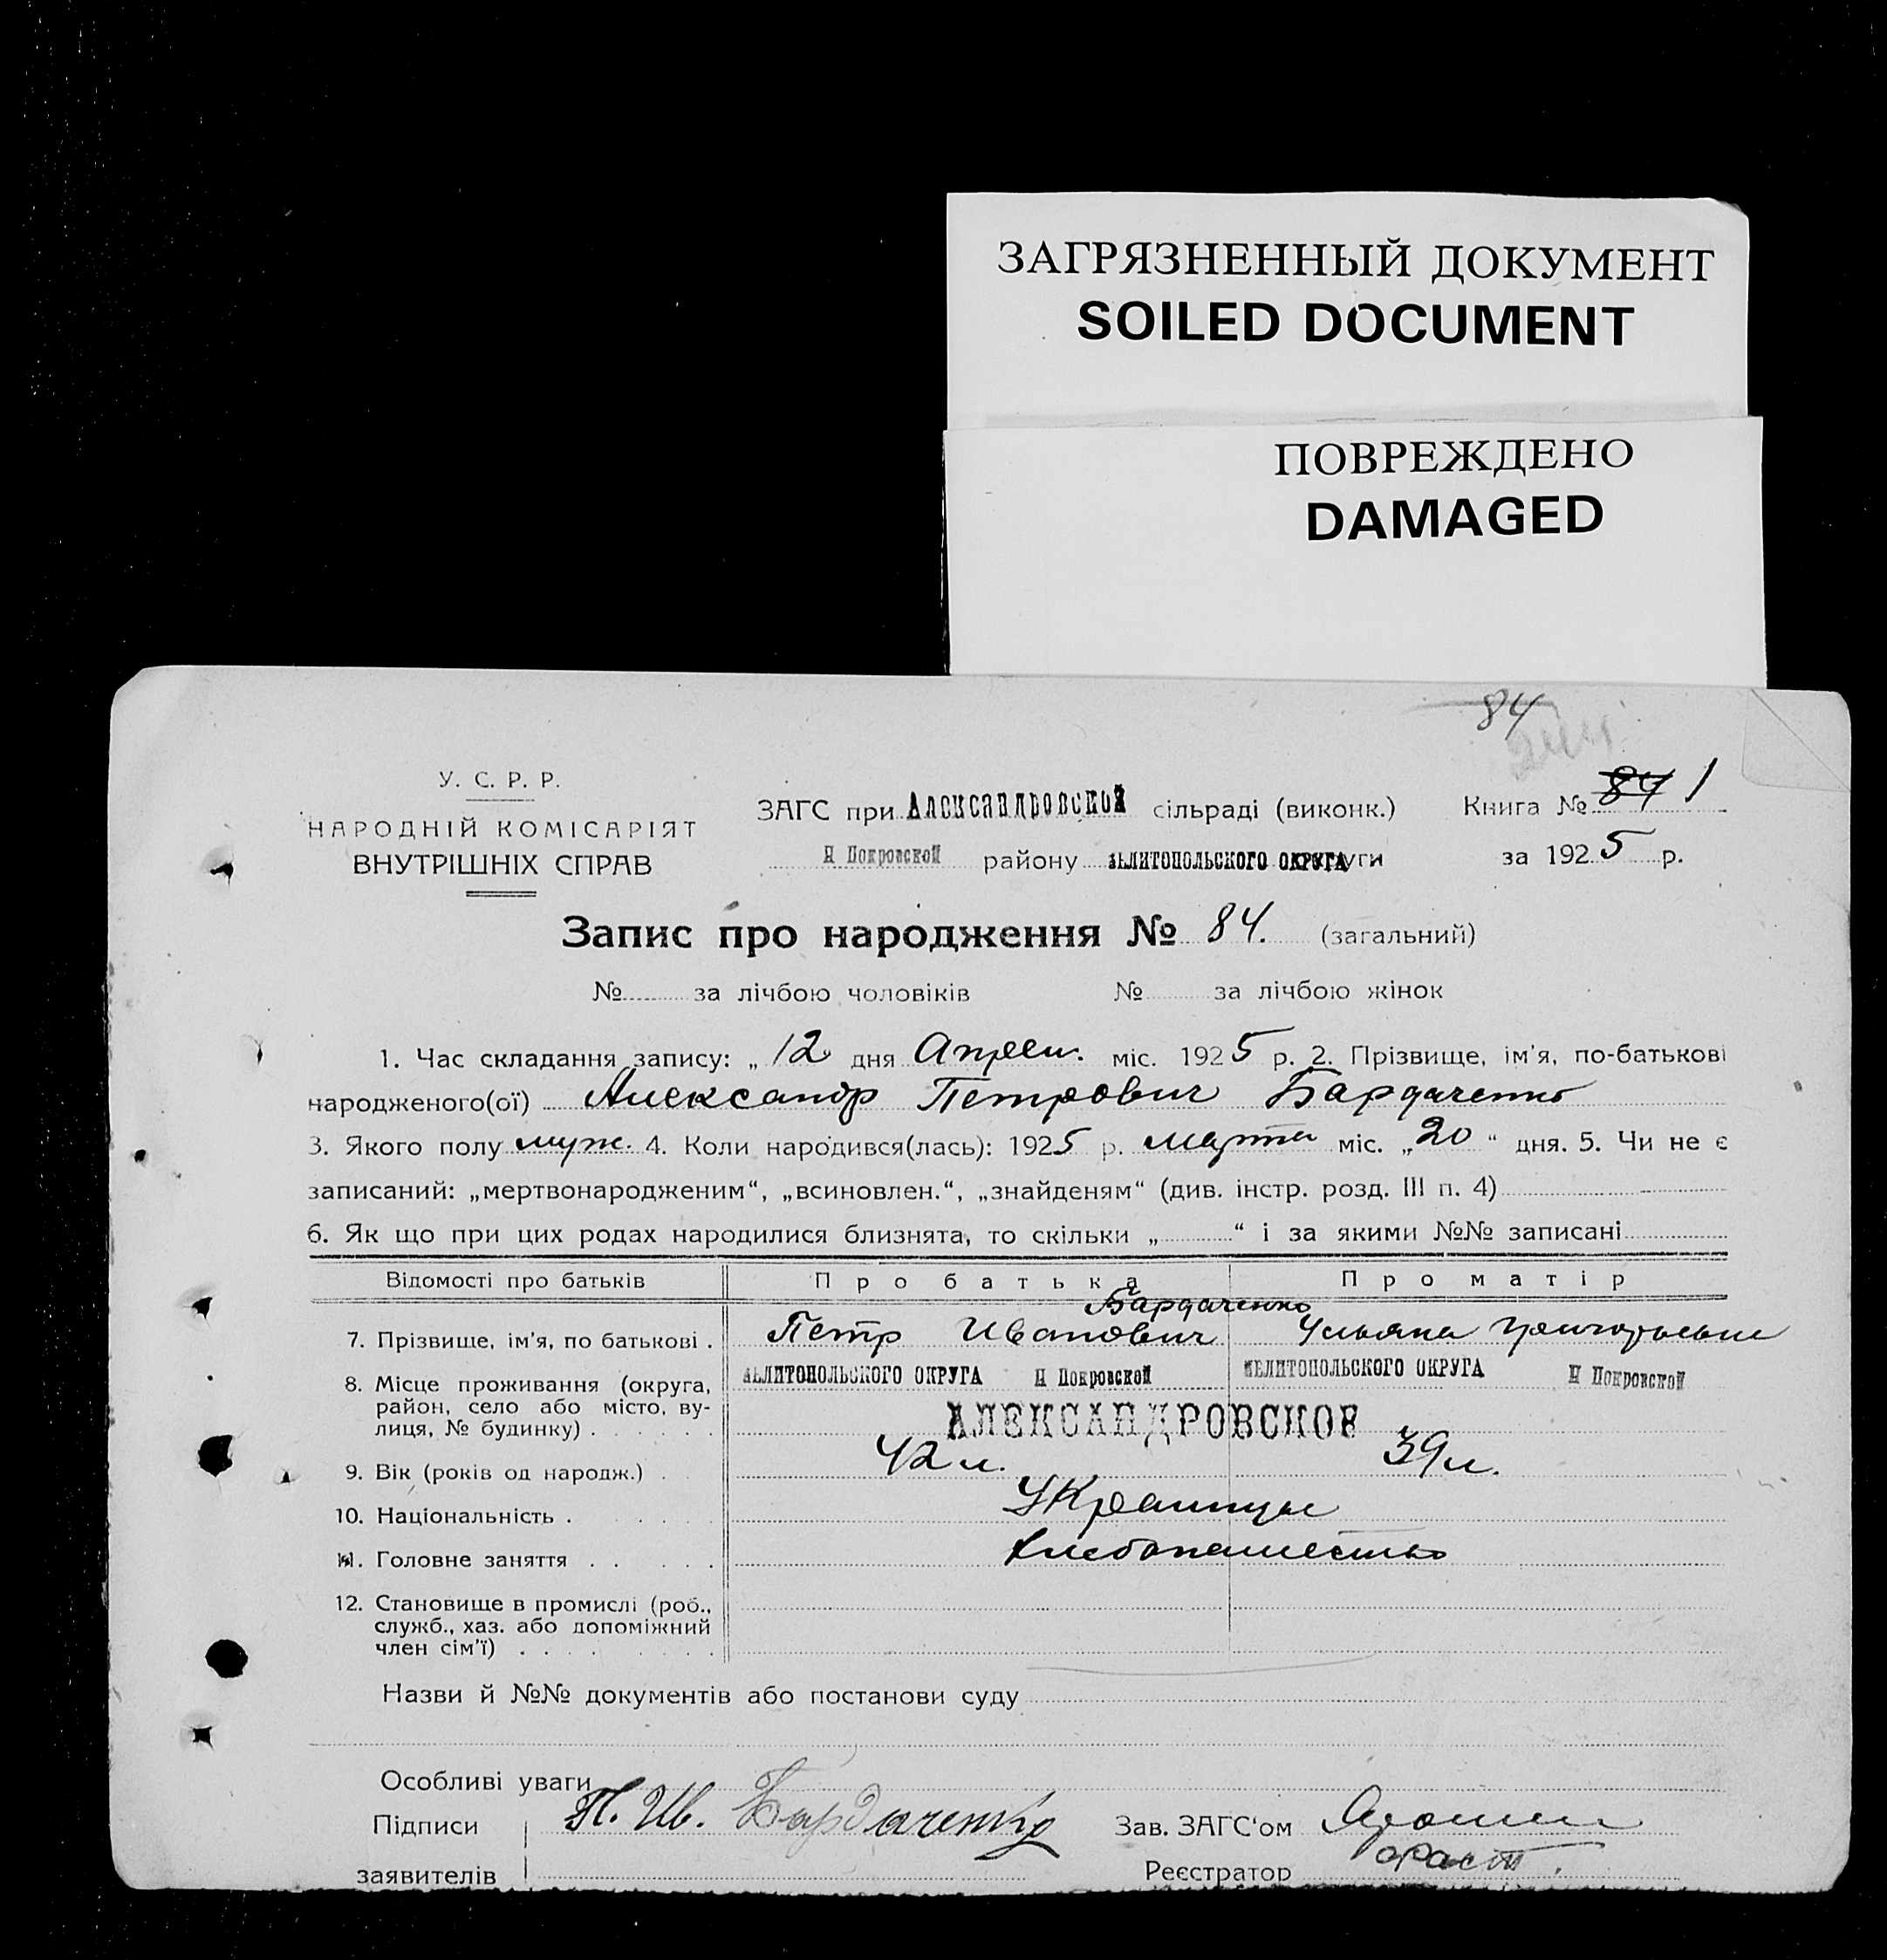 ЗАГРЯЗНЕННЫЙ ДОКУМЕНТ
SOILED DOCUMENT
ПОВРЕЖДЕНО
DAMAGED
84
У. С. Р. Р.
НАРОДНІЙ КОМІСАРІЯТ
ВНУТРІШНІХ СПРАВ
ЗАГС при Александровской сільраді (виконк.) Книга № 84 1
Н Покровской району МЕЛИТОПОЛЬСКОГО ОКРУГА за 1925 р.
Запис про народження № 84. (загальний)
№ за лічбою чоловіків № за лічбою жінок
1. Час складання запису: „ 12 дня Апрель. міс. 1925 р. 2. Прізвище, ім'я, по-батькові
народженого(ої) Александр Петрович Бардаченко
3. Якого полу муж. 4. Коли народився(лась): 1925 р. марта міс. „20“ дня. 5. Чи не є
записаний: „мертвонародженим“, „всиновлен.“, „знайденям“ (див. інстр. розд. III п. 4)
6. Як що при цих родах народилися близнята, то скільки „ “ і за якими №№ записані
Відомості про батьків Про батька Про матір
Бардаченко
7. Прізвище, ім'я, по батькові . Петр Иванович Ульяна
8. Місце проживання (округа, МЕЛИТОПОЛЬСКОГО ОКРУГА Н Покровской МЕЛИТОПОЛЬСКОГО ОКРУГА Н Покровской
район, село або місто, ву-
лиця, № будинку) . . . . . . АЛЕКСАНДРОВСКОЕ
9. Вік (років од народж.) . 42 л. 39 л.
10. Національність . . . . . Украинцы
11. Головне заняття . . . . . Хлебопашество
12. Становище в промислі (роб.,
служб., хаз. або допоміжний
член сім'ї) . . . . . . . .
Назви й №№ документів або постанови суду
Особливі уваги
Підписи П. Ив. Бардаченко Зав. ЗАГС'ом
заявителів Реєстратор